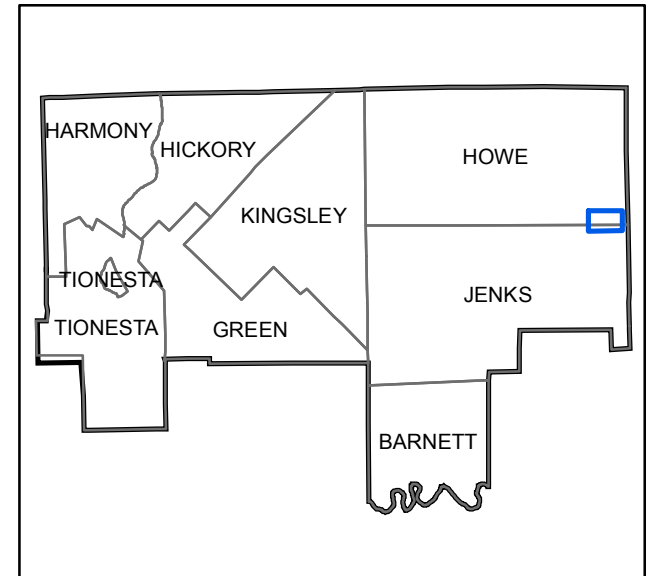 HARMONY
HICKORY
HOWE
KINGSLEY
TIONESTA
JENKS
TIONESTA
GREEN
BARNETT